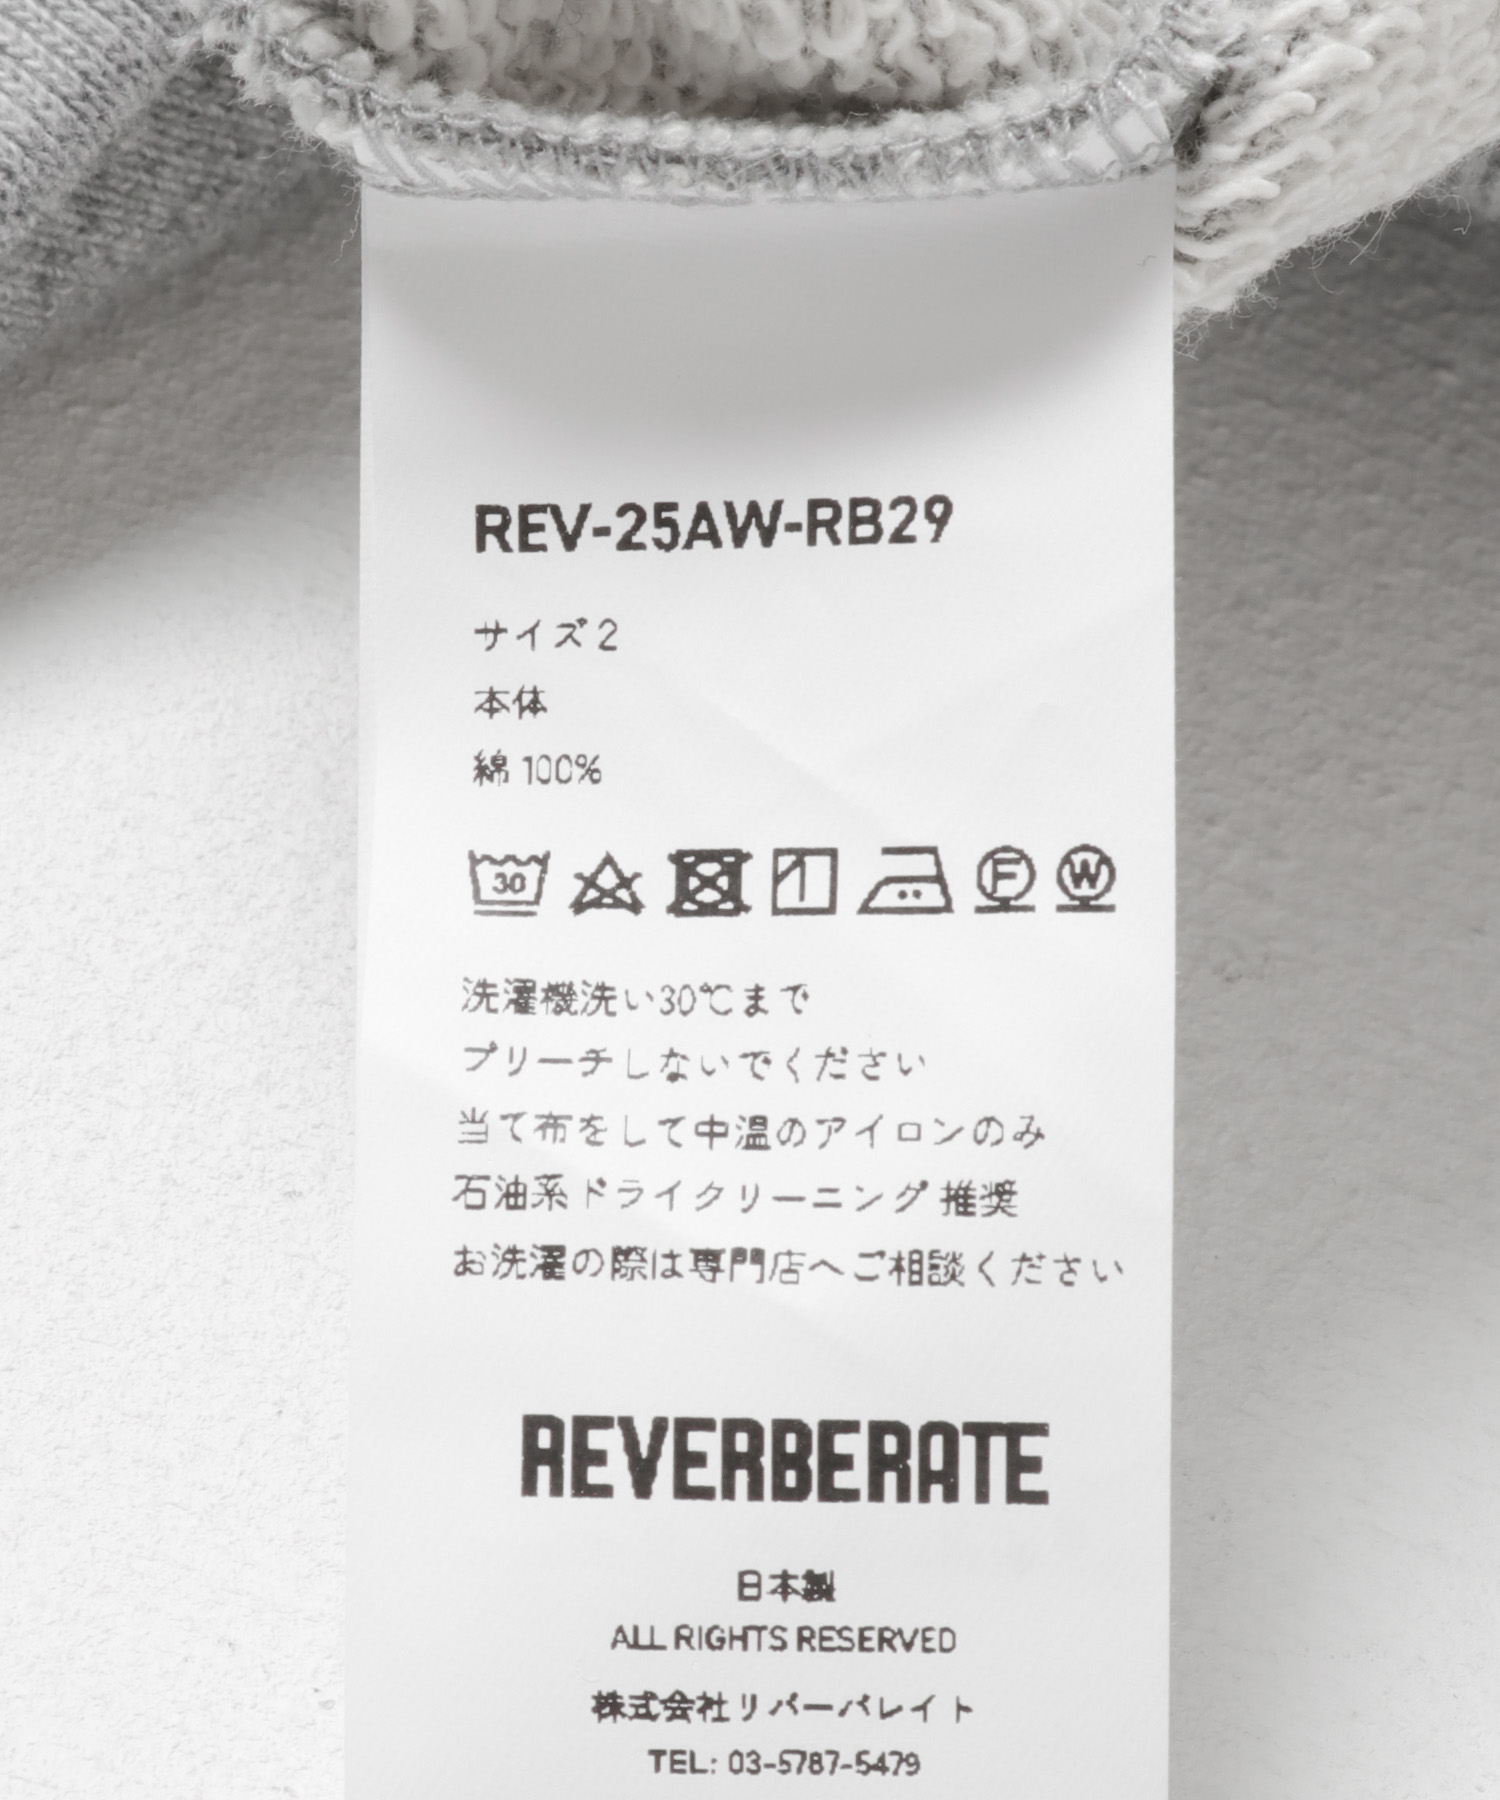 REV-25AW-RB29
サイズ 2
本体
綿 100%
30
F W
洗濯機洗い30℃まで
ブリーチしないでください
当て布をして中温のアイロンのみ
石油系ドライクリーニング 推奨
お洗濯の際は専門店へご相談ください
REVERBERATE
日本製
ALL RIGHTS RESERVED
株式会社リバーバレイト
TEL: 03-5787-5479